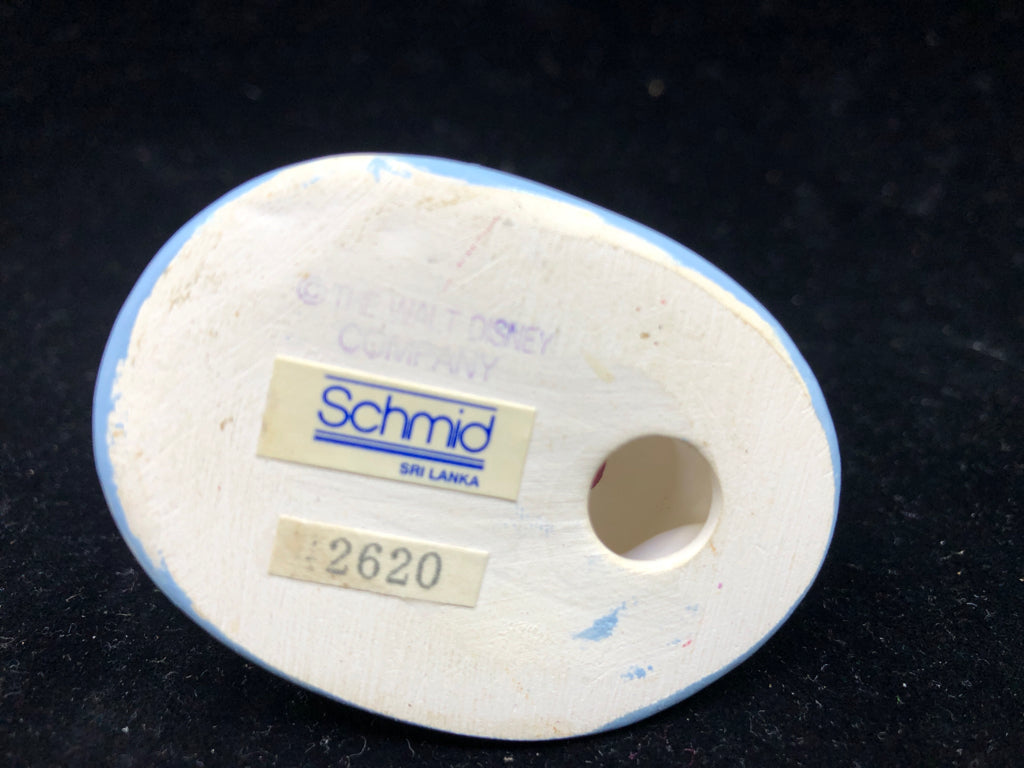 © THE WALT DISNEY
COMPANY
Schmid
SRI LANKA
2620